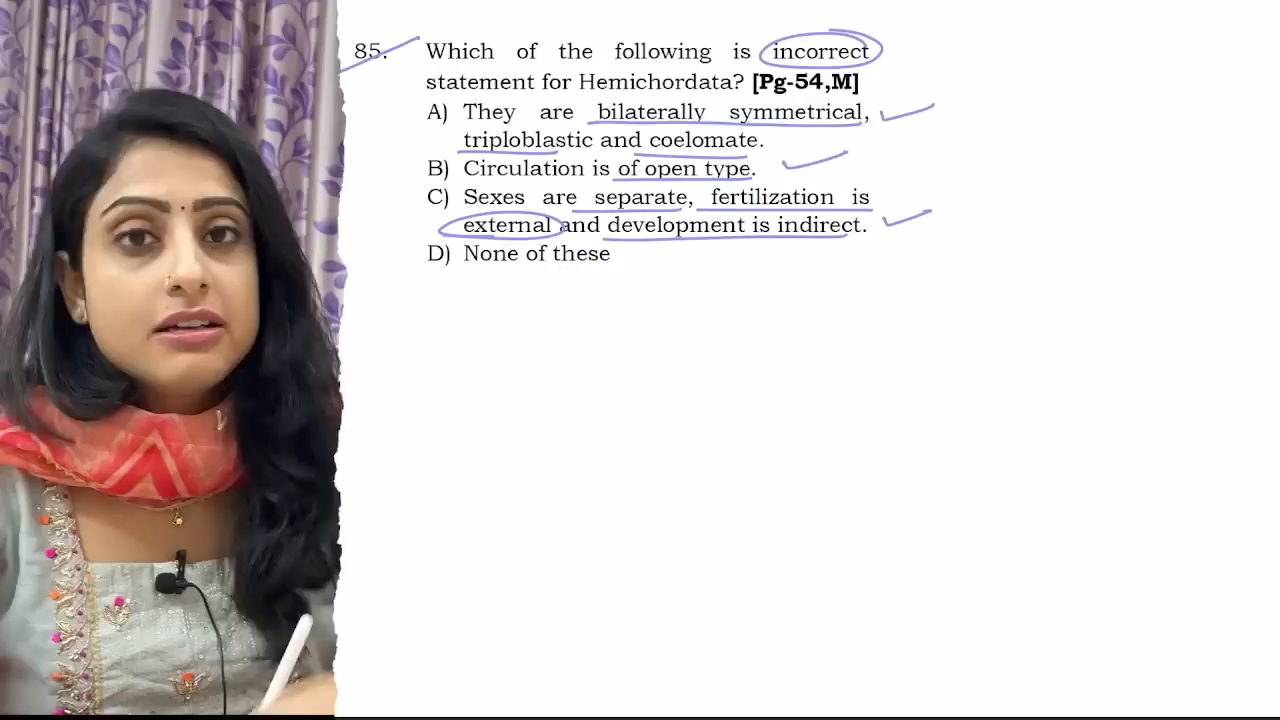 85. Which of the following is incorrect
statement for Hemichordata? [Pg-54,M]
A) They are bilaterally symmetrical,
triploblastic and coelomate.
B) Circulation is of open type.
C) Sexes are separate, fertilization is
external and development is indirect.
D) None of these